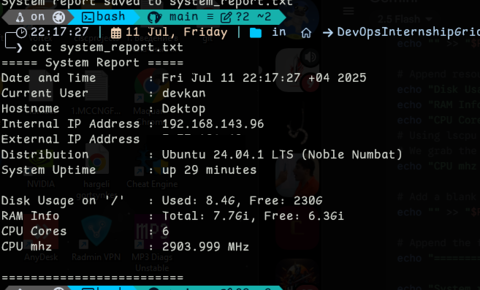 System report saved to system_report.txt
on bash main ≡ ?2 ~2
22:17:27 | 11 Jul, Friday | in → DevOpsInternshipGrid
> cat system_report.txt
===== System Report =====
Date and Time : Fri Jul 11 22:17:27 +04 2025
Current User : devkan
Hostname : Dektop
Internal IP Address : 192.168.143.96
External IP Address
Distribution : Ubuntu 24.04.1 LTS (Noble Numbat)
System Uptime : up 29 minutes
Disk Usage on '/' : Used: 8.4G, Free: 230G
RAM Info : Total: 7.7Gi, Free: 6.3Gi
CPU Cores : 6
CPU mhz : 2903.999 MHz
=========================